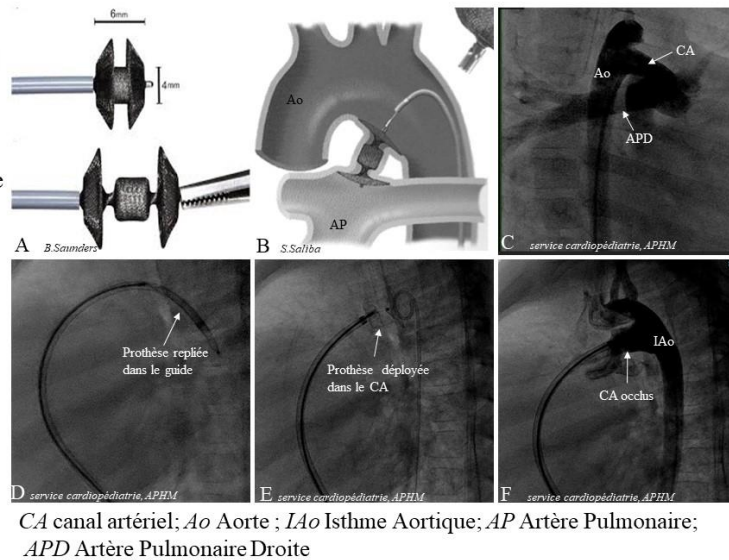 6mm
4mm
A B.Saunders
Ao
AP
B S.Saliba
CA
Ao
APD
C service cardiopédiatrie, APHM
Prothèse repliée
dans le guide
D service cardiopédiatrie, APHM
Prothèse déployée
dans le CA
E service cardiopédiatrie, APHM
IAo
CA occlus
F service cardiopédiatrie, APHM
CA canal artériel; Ao Aorte ; IAo Isthme Aortique; AP Artère Pulmonaire;
APD Artère Pulmonaire Droite